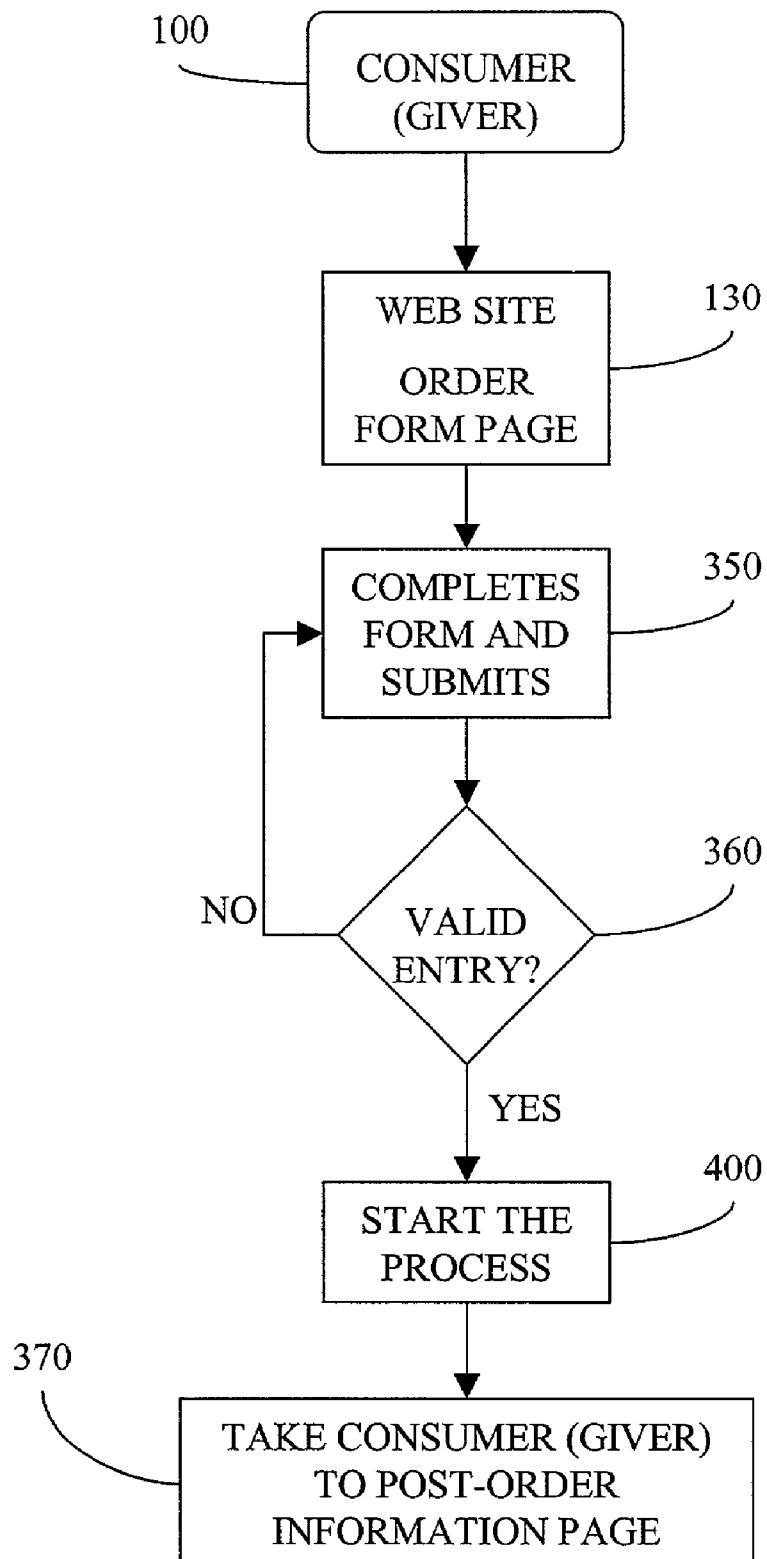 100
CONSUMER
(GIVER)
130
WEB SITE
ORDER
FORM PAGE
350
COMPLETES
FORM AND
SUBMITS
360
NO
VALID
ENTRY?
YES
400
START THE
PROCESS
370
TAKE CONSUMER (GIVER)
TO POST-ORDER
INFORMATION PAGE